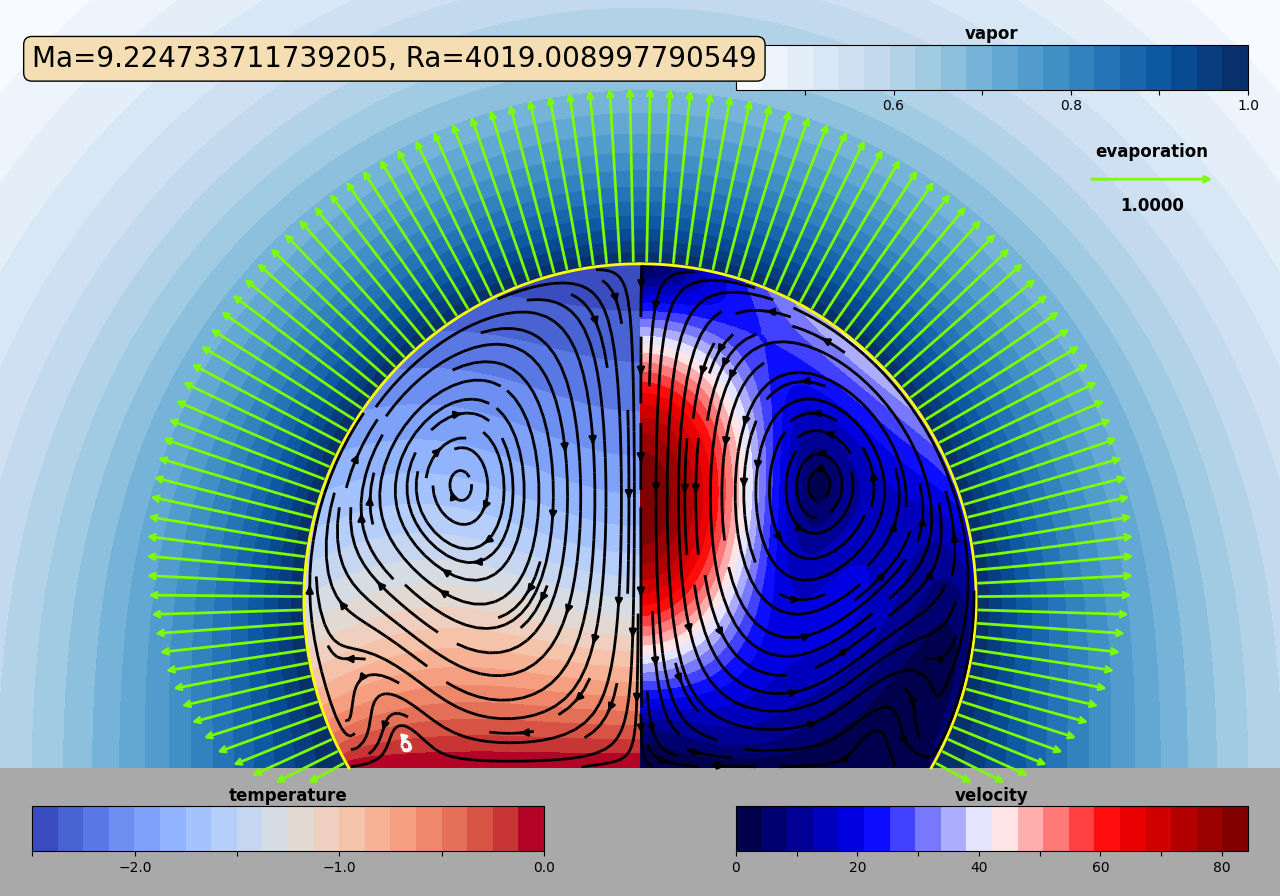 Ma=9.224733711739205, Ra=4019.008997790549
vapor
0.6 0.8 1.0
evaporation
1.0000
temperature
−2.0 −1.0 0.0
velocity
0 20 40 60 80